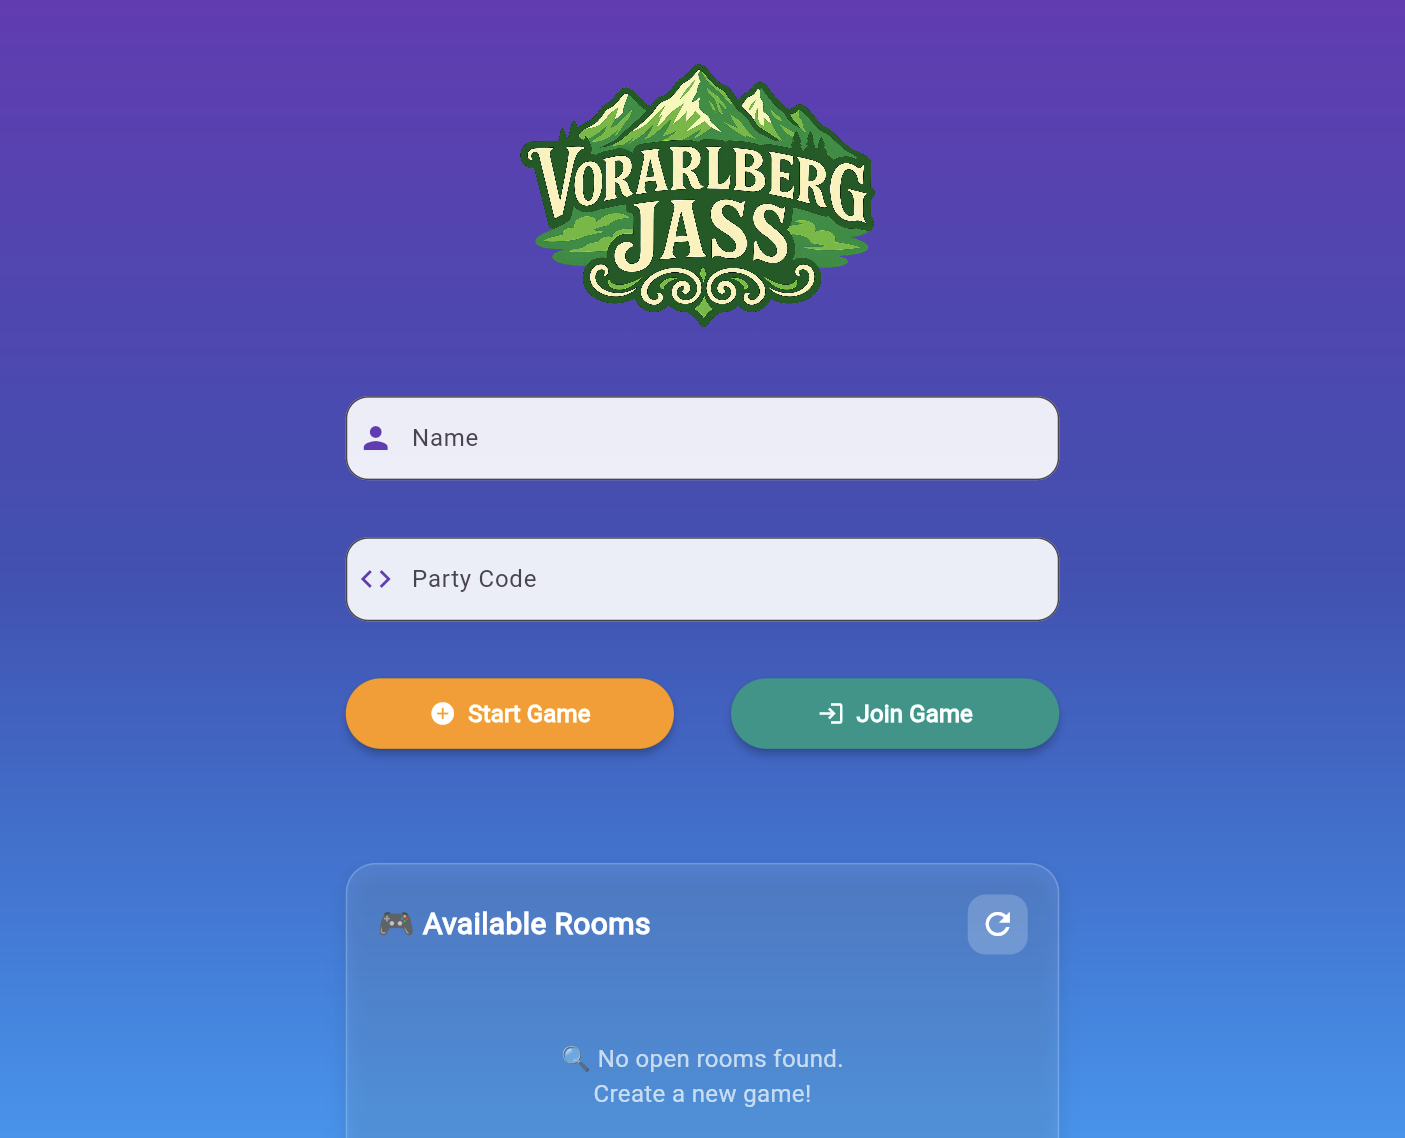 VORARLBERG
JASS
Name
Party Code
Start Game
Join Game
🎮 Available Rooms
🔍 No open rooms found.
Create a new game!